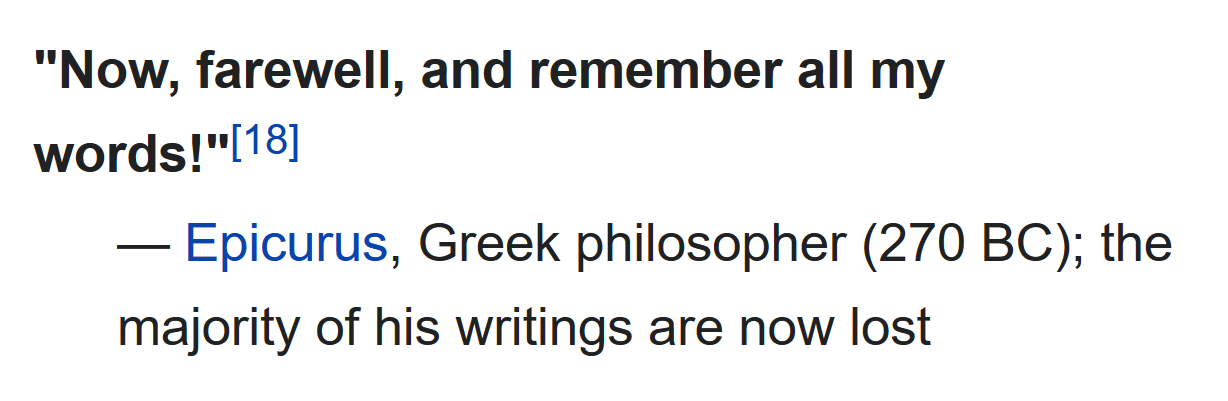 "Now, farewell, and remember all my
words!"[18]
— Epicurus, Greek philosopher (270 BC); the
majority of his writings are now lost